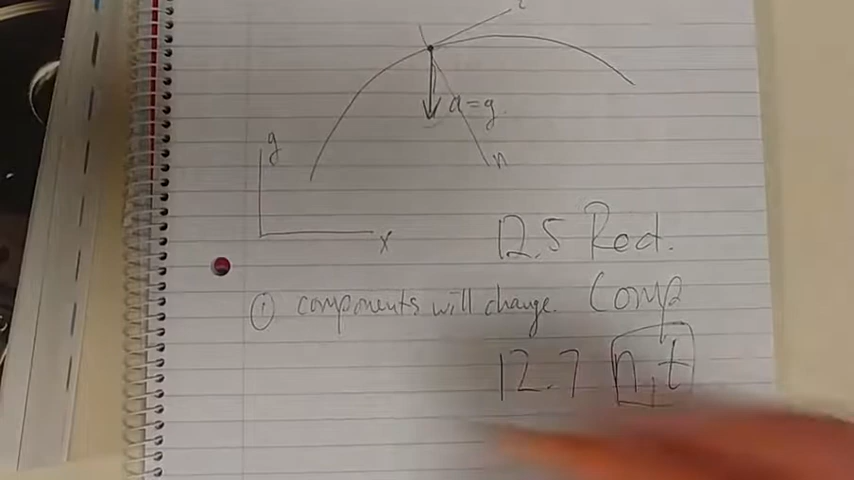 t
a=g
n
y
x
12.5 Rect.
① components will change. Comp
12.7 n,t